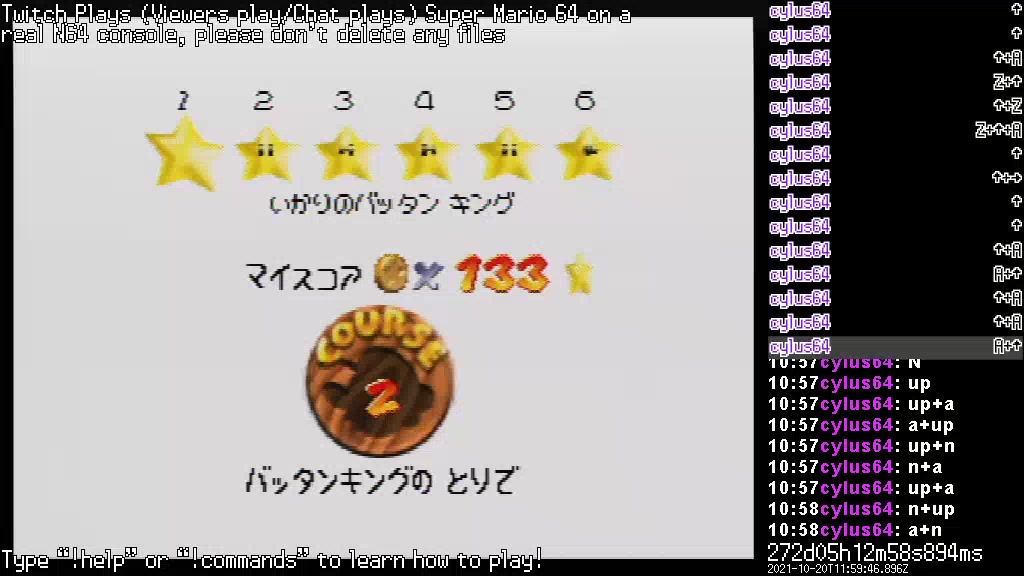 Twitch Plays (Viewers play/Chat plays) Super Mario 64 on a
real N64 console, please don't delete any files
1 2 3 4 5 6
いかりのバッタン キング
マイスコア × 133
COURSE
2
バッタンキングの とりで
Type "!help" or "!commands" to learn how to play!
cylus64 ↑
cylus64 ↑
cylus64 ↑+A
cylus64 Z+↑
cylus64 ↑+Z
cylus64 Z+↑+A
cylus64 ↑
cylus64 ↑+→
cylus64 ↑
cylus64 ↑
cylus64 ↑+A
cylus64 A+↑
cylus64 ↑+A
cylus64 ↑+A
cylus64 A+↑
10:57cylus64: N
10:57cylus64: up
10:57cylus64: up+a
10:57cylus64: a+up
10:57cylus64: up+n
10:57cylus64: n+a
10:57cylus64: up+a
10:58cylus64: n+up
10:58cylus64: a+n
272d05h12m58s894ms
2021-10-20T11:59:46.896Z